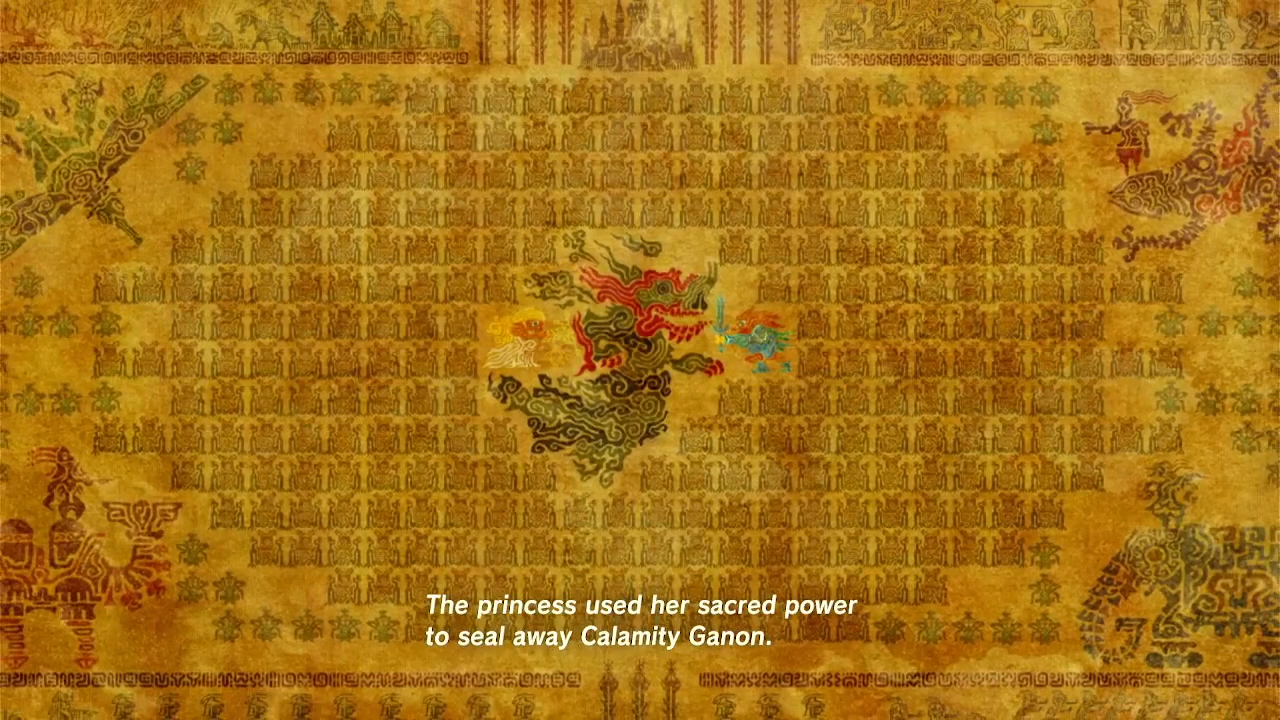 The princess used her sacred power
to seal away Calamity Ganon.